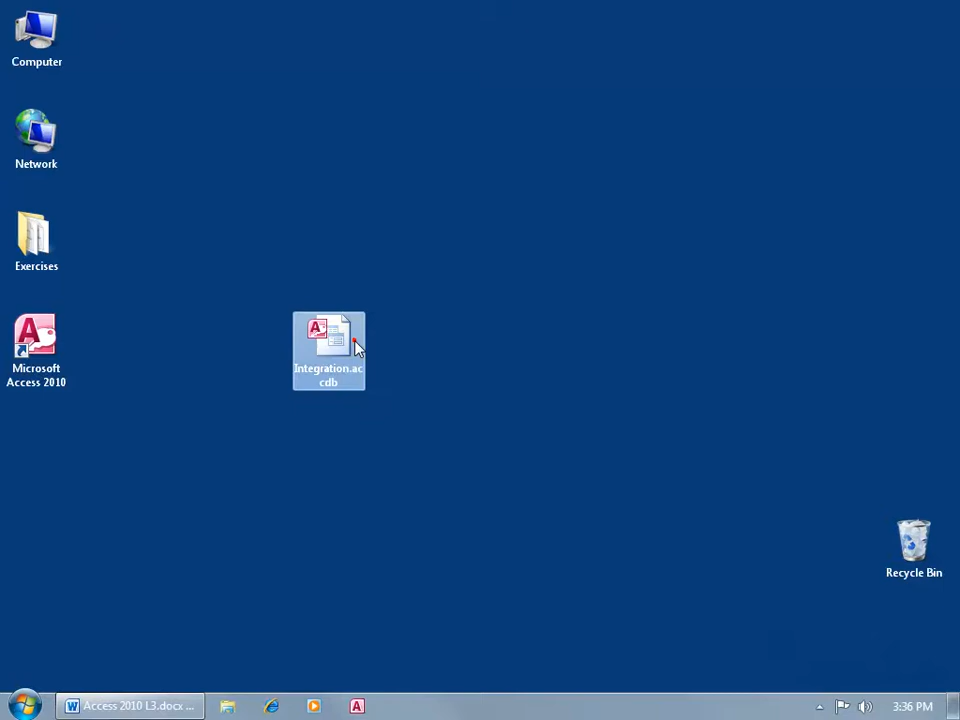 Computer
Network
Exercises
Microsoft
Access 2010
Integration.ac
cdb
Recycle Bin
Access 2010 L3.docx ...
3:36 PM